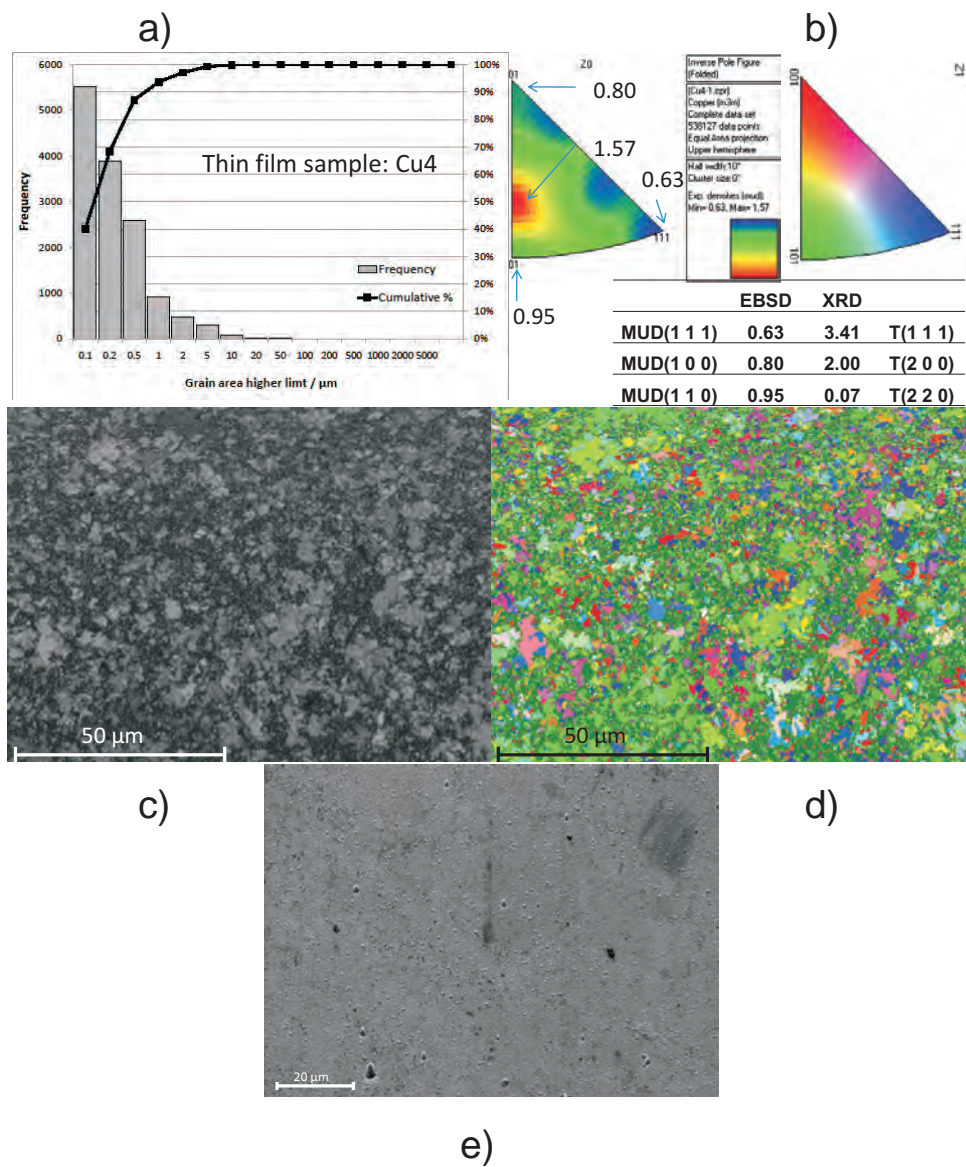 a)
b)
6000
5000
4000
3000
2000
1000
0
Frequency
100%
90%
80%
70%
60%
50%
40%
30%
20%
10%
0%
Thin film sample: Cu4
Frequency
Cumulative %
0.1 0.2 0.5 1 2 5 10 20 50 100 200 500 1000 2000 5000
Grain area higher limt / µm
01
20
0.80
1.57
0.63
111
01
0.95
Inverse Pole Figure
(Folded)
[Cu4-1.cpr]
Copper (m3m)
Complete data set
538127 data points
Equal Area projection
Upper hemisphere
Half width:10°
Cluster size:0°
Exp. densities (mud):
Min= 0.63, Max= 1.57
001
101
111
EBSD XRD
MUD(1 1 1) 0.63 3.41 T(1 1 1)
MUD(1 0 0) 0.80 2.00 T(2 0 0)
MUD(1 1 0) 0.95 0.07 T(2 2 0)
50 µm
50 µm
c)
d)
20 µm
e)